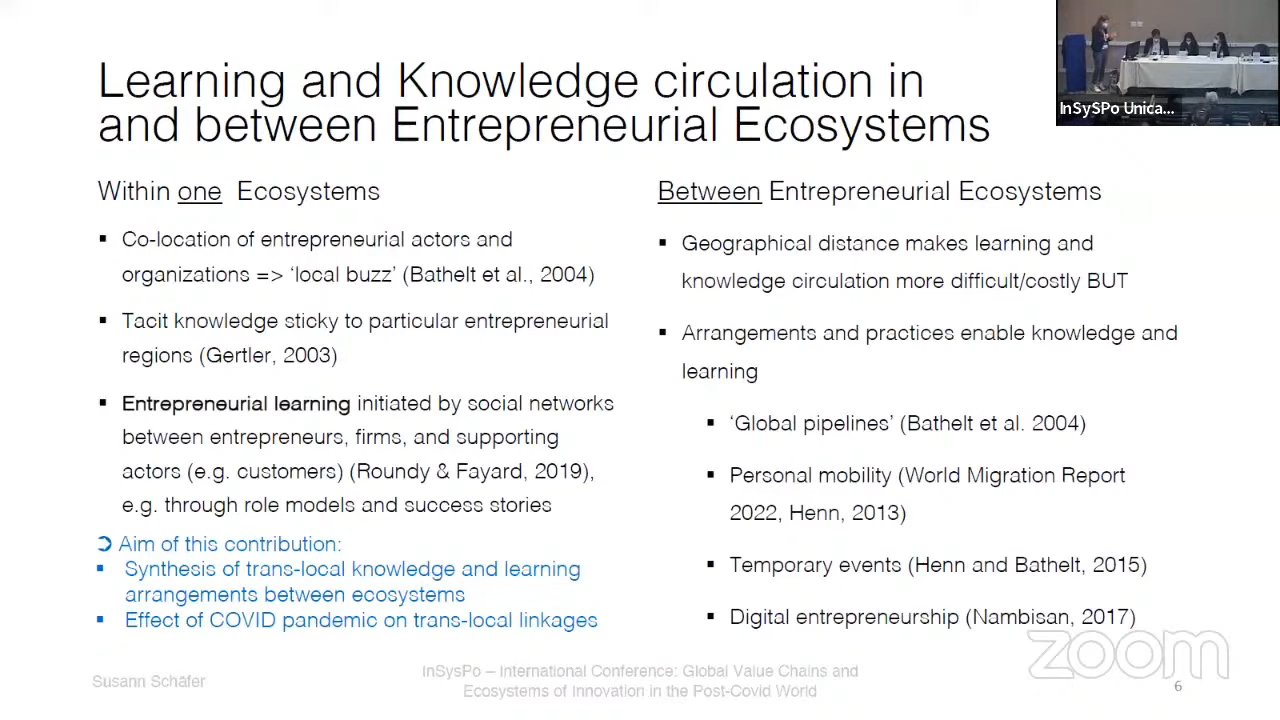 Learning and Knowledge circulation in
and between Entrepreneurial Ecosystems
InSySPo Unica...
Within one Ecosystems
▪ Co-location of entrepreneurial actors and
organizations => ‘local buzz’ (Bathelt et al., 2004)
▪ Tacit knowledge sticky to particular entrepreneurial
regions (Gertler, 2003)
▪ Entrepreneurial learning initiated by social networks
between entrepreneurs, firms, and supporting
actors (e.g. customers) (Roundy & Fayard, 2019),
e.g. through role models and success stories
➲ Aim of this contribution:
▪ Synthesis of trans-local knowledge and learning
arrangements between ecosystems
▪ Effect of COVID pandemic on trans-local linkages
Between Entrepreneurial Ecosystems
▪ Geographical distance makes learning and
knowledge circulation more difficult/costly BUT
▪ Arrangements and practices enable knowledge and
learning
▪ ‘Global pipelines’ (Bathelt et al. 2004)
▪ Personal mobility (World Migration Report
2022, Henn, 2013)
▪ Temporary events (Henn and Bathelt, 2015)
▪ Digital entrepreneurship (Nambisan, 2017)
zoom
Susann Schäfer
InSysPo – International Conference: Global Value Chains and
Ecosystems of Innovation in the Post-Covid World
6